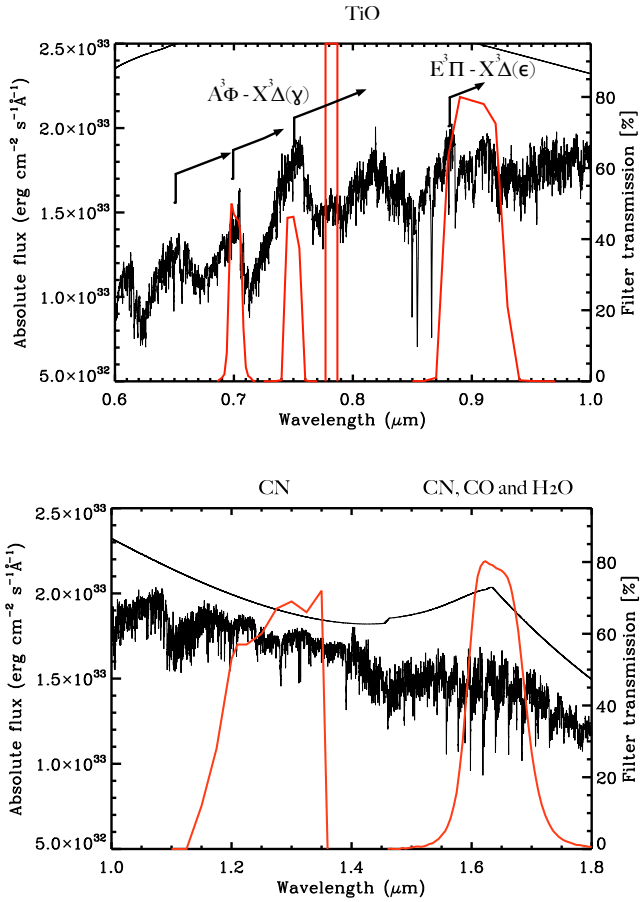 TiO
A³Φ - X³Δ(γ)
E³Π - X³Δ(ϵ)
2.5×10³³
2.0×10³³
1.5×10³³
1.0×10³³
5.0×10³²
Absolute flux (erg cm⁻² s⁻¹Å⁻¹)
80
60
40
20
0
Filter transmission [%]
0.6 0.7 0.8 0.9 1.0
Wavelength (μm)
CN CN, CO and H2O
2.5×10³³
2.0×10³³
1.5×10³³
1.0×10³³
5.0×10³²
Absolute flux (erg cm⁻² s⁻¹Å⁻¹)
80
60
40
20
0
Filter transmission [%]
1.0 1.2 1.4 1.6 1.8
Wavelength (μm)